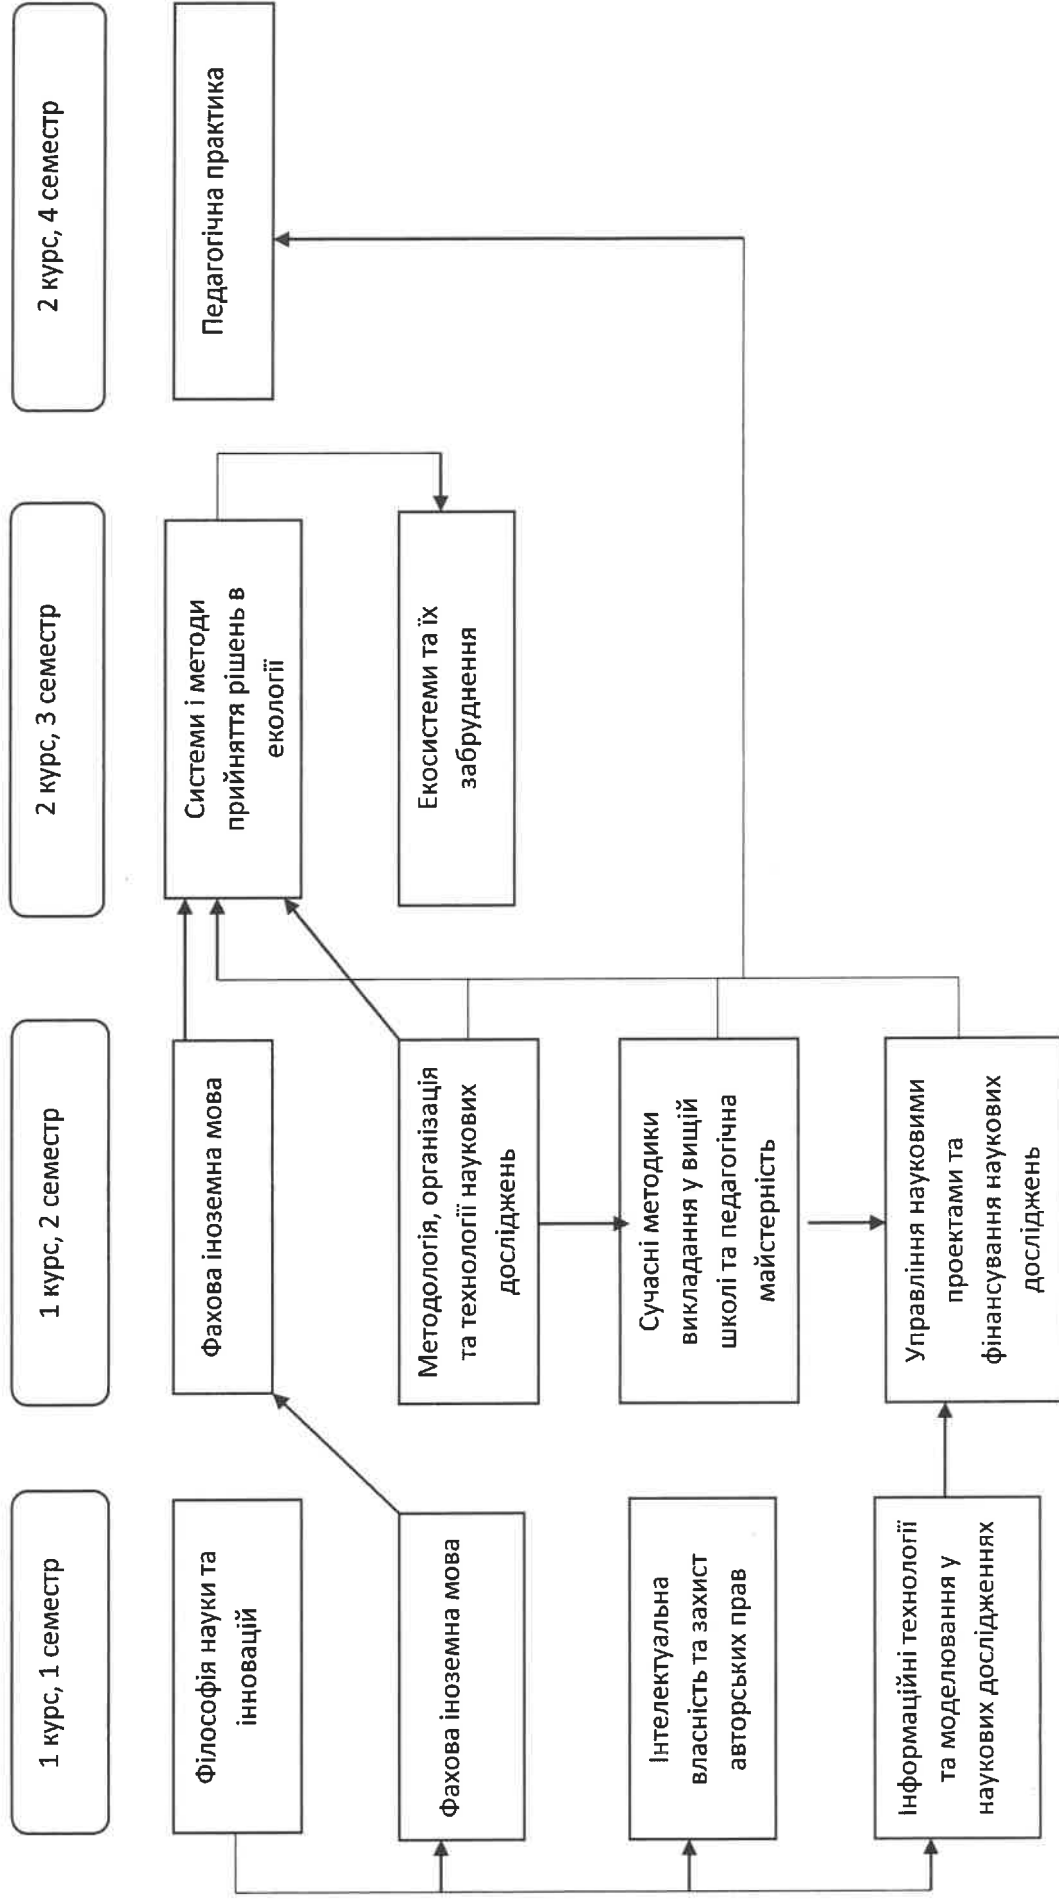 1 курс, 1 семестр
1 курс, 2 семестр
2 курс, 3 семестр
2 курс, 4 семестр
Філософія науки та
інновацій
Фахова іноземна мова
Інтелектуальна
власність та захист
авторських прав
Інформаційні технології
та моделювання у
наукових дослідженнях
Фахова іноземна мова
Методологія, організація
та технології наукових
досліджень
Сучасні методики
викладання у вищій
школі та педагогічна
майстерність
Управління науковими
проектами та
фінансування наукових
досліджень
Системи і методи
прийняття рішень в
екології
Екосистеми та їх
забруднення
Педагогічна практика